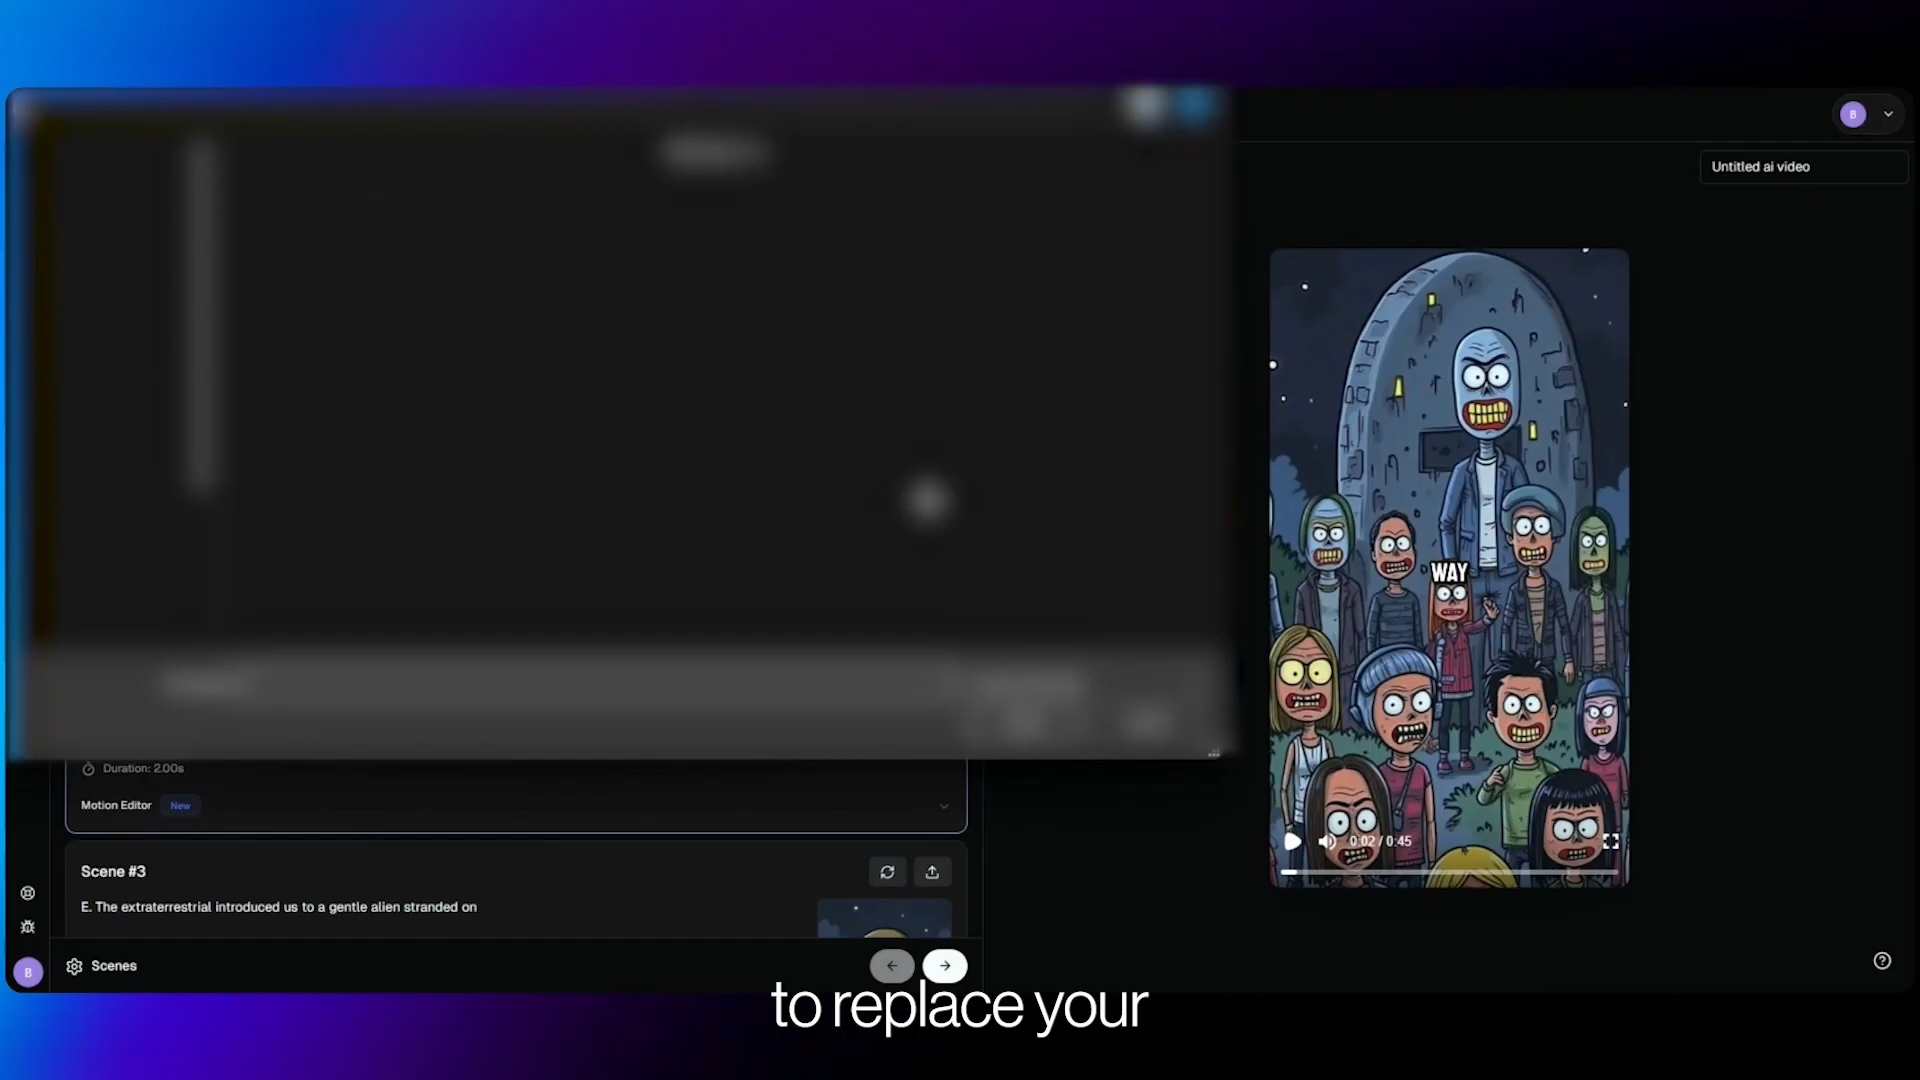 B
Untitled ai video
WAY
0:02 / 0:45
Duration: 2.00s
Motion Editor New
Scene #3
E. The extraterrestrial introduced us to a gentle alien stranded on
B
Scenes
to replace your